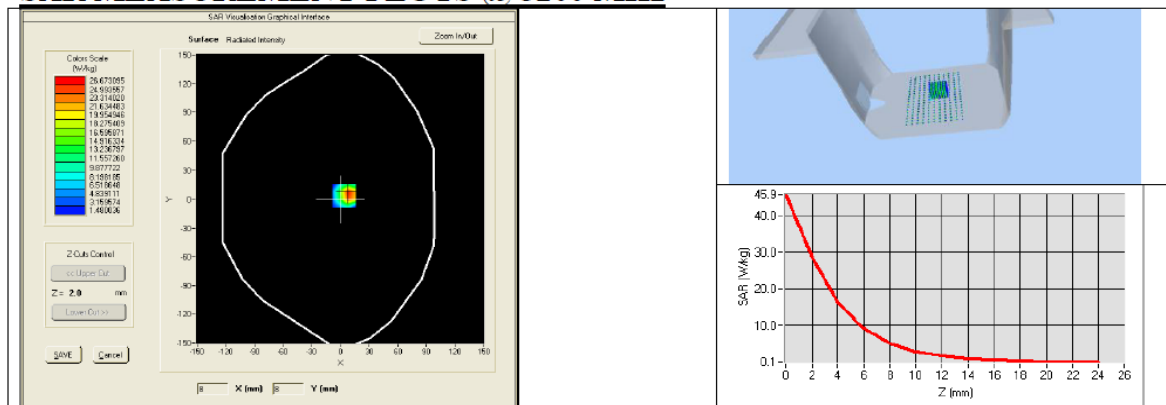 SAR Visualisation Graphical Interface
Surface Radiated Intensity
Zoom In/Out
Colors Scale
(W/kg)
26.673095
24.993557
23.314020
21.634483
19.954946
18.275409
16.595871
14.916334
13.236797
11.557260
9.877722
8.198185
6.518648
4.839111
3.159574
1.480036
150
120
90
60
30
0
-30
-60
-90
-120
-150
Y
-150 -120 -90 -60 -30 0 30 60 90 120 150
X
Z-Cuts Control
<< Upper Cut
Z = 2.0 mm
Lower Cut >>
SAVE Cancel
8 X (mm) 8 Y (mm)
45.9
40.0
30.0
20.0
10.0
0.1
SAR (W/kg)
0 2 4 6 8 10 12 14 16 18 20 22 24 26
Z (mm)